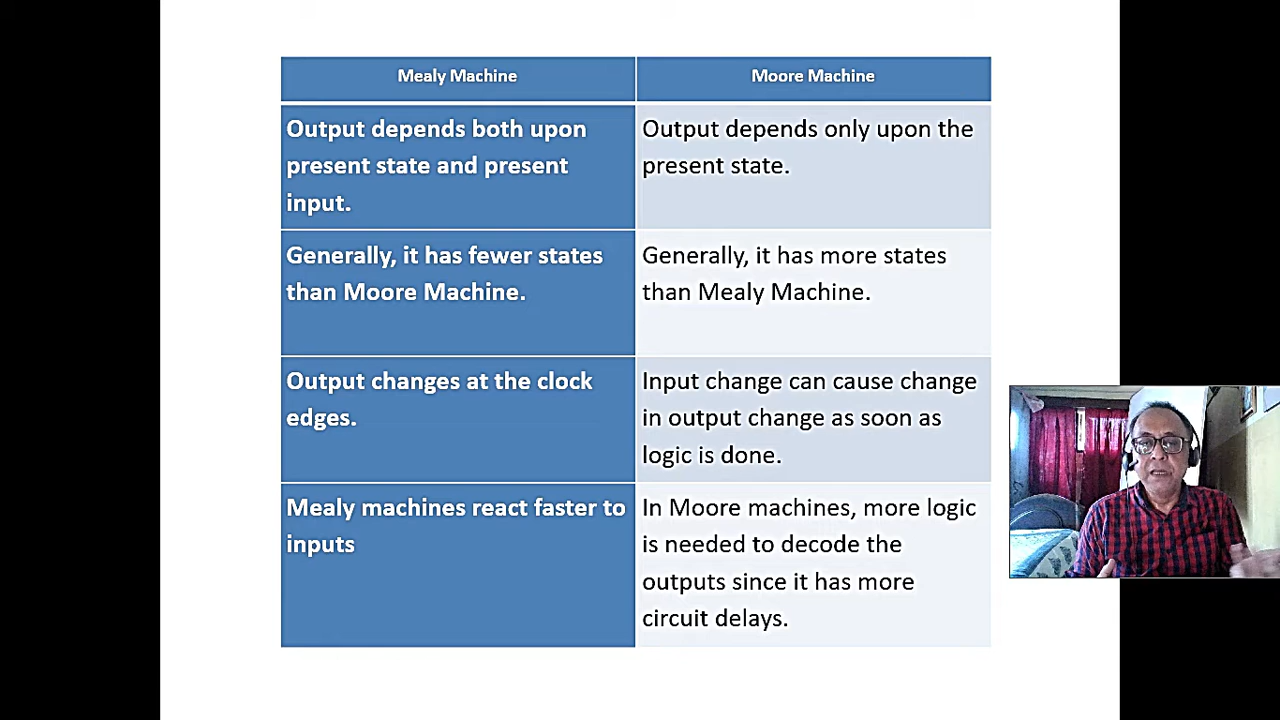 Mealy Machine
Moore Machine
Output depends both upon
present state and present
input.
Output depends only upon the
present state.
Generally, it has fewer states
than Moore Machine.
Generally, it has more states
than Mealy Machine.
Output changes at the clock
edges.
Input change can cause change
in output change as soon as
logic is done.
Mealy machines react faster to
inputs
In Moore machines, more logic
is needed to decode the
outputs since it has more
circuit delays.